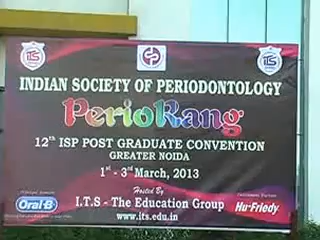 I.T.S
I.T.S
INDIAN SOCIETY OF PERIODONTOLOGY
PerioRang
12th ISP POST GRADUATE CONVENTION
GREATER NOIDA
1st - 3rd March, 2013
Hosted By
Oral-B
I.T.S - The Education Group
Hu-Friedy
www.its.edu.in